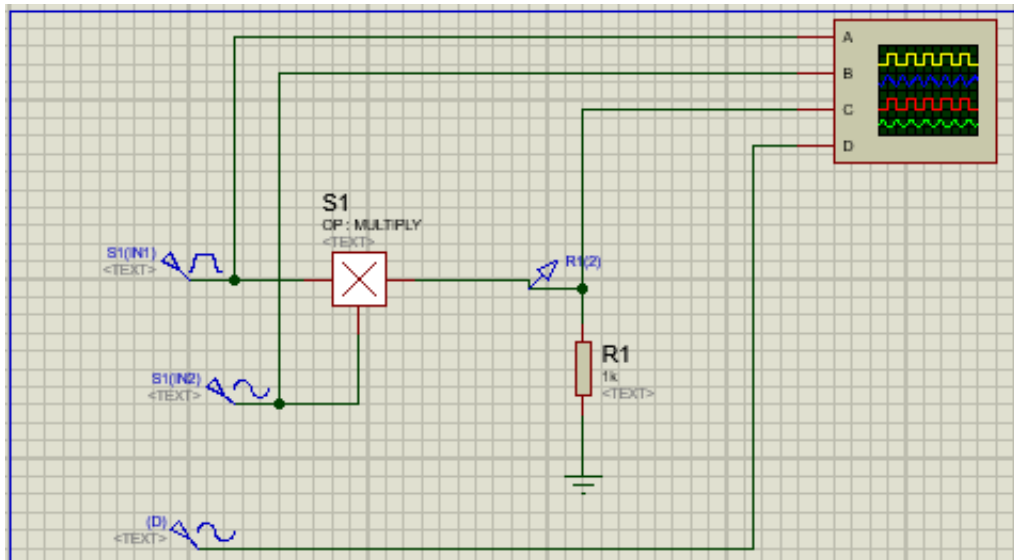 A
B
C
D
S1
OP : MULTIPLY
<TEXT>
S1(IN1)
<TEXT>
R1(2)
R1
1k
<TEXT>
S1(IN2)
<TEXT>
(D)
<TEXT>